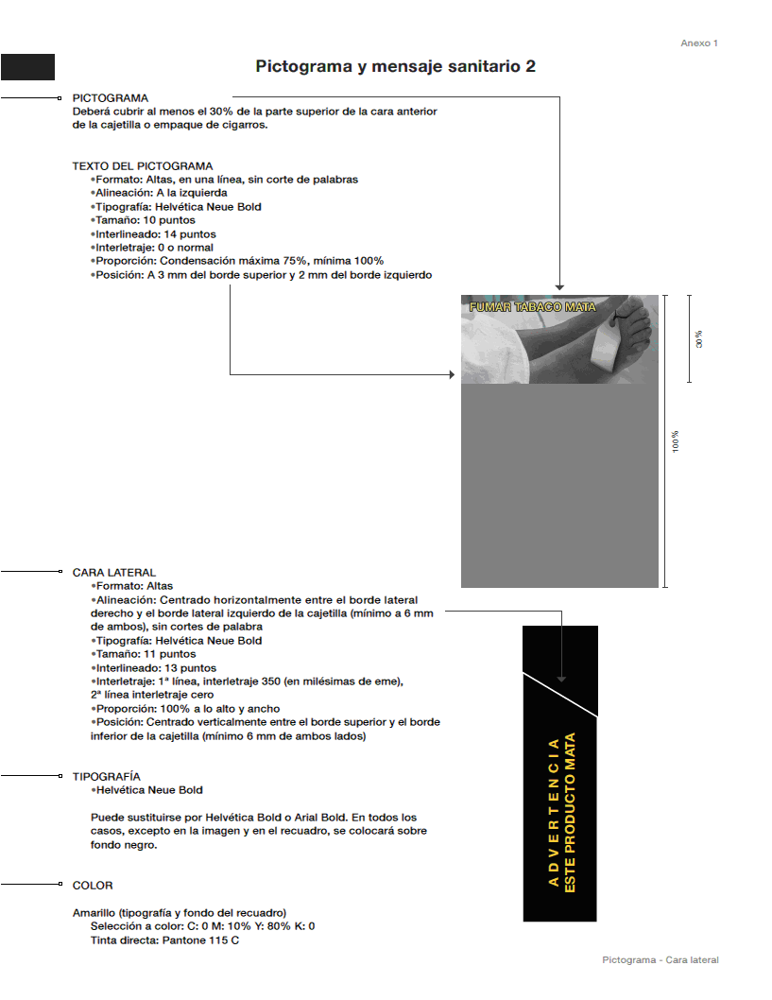 Anexo 1
Pictograma y mensaje sanitario 2
PICTOGRAMA
Deberá cubrir al menos el 30% de la parte superior de la cara anterior
de la cajetilla o empaque de cigarros.
TEXTO DEL PICTOGRAMA
•Formato: Altas, en una línea, sin corte de palabras
•Alineación: A la izquierda
•Tipografía: Helvética Neue Bold
•Tamaño: 10 puntos
•Interlineado: 14 puntos
•Interletraje: 0 o normal
•Proporción: Condensación máxima 75%, mínima 100%
•Posición: A 3 mm del borde superior y 2 mm del borde izquierdo
FUMAR TABACO MATA
30%
100%
CARA LATERAL
•Formato: Altas
•Alineación: Centrado horizontalmente entre el borde lateral
derecho y el borde lateral izquierdo de la cajetilla (mínimo a 6 mm
de ambos), sin cortes de palabra
•Tipografía: Helvética Neue Bold
•Tamaño: 11 puntos
•Interlineado: 13 puntos
•Interletraje: 1ª línea, interletraje 350 (en milésimas de eme),
2ª línea interletraje cero
•Proporción: 100% a lo alto y ancho
•Posición: Centrado verticalmente entre el borde superior y el borde
inferior de la cajetilla (mínimo 6 mm de ambos lados)
ADVERTENCIA
ESTE PRODUCTO MATA
TIPOGRAFÍA
•Helvética Neue Bold
Puede sustituirse por Helvética Bold o Arial Bold. En todos los
casos, excepto en la imagen y en el recuadro, se colocará sobre
fondo negro.
COLOR
Amarillo (tipografía y fondo del recuadro)
Selección a color: C: 0 M: 10% Y: 80% K: 0
Tinta directa: Pantone 115 C
Pictograma - Cara lateral